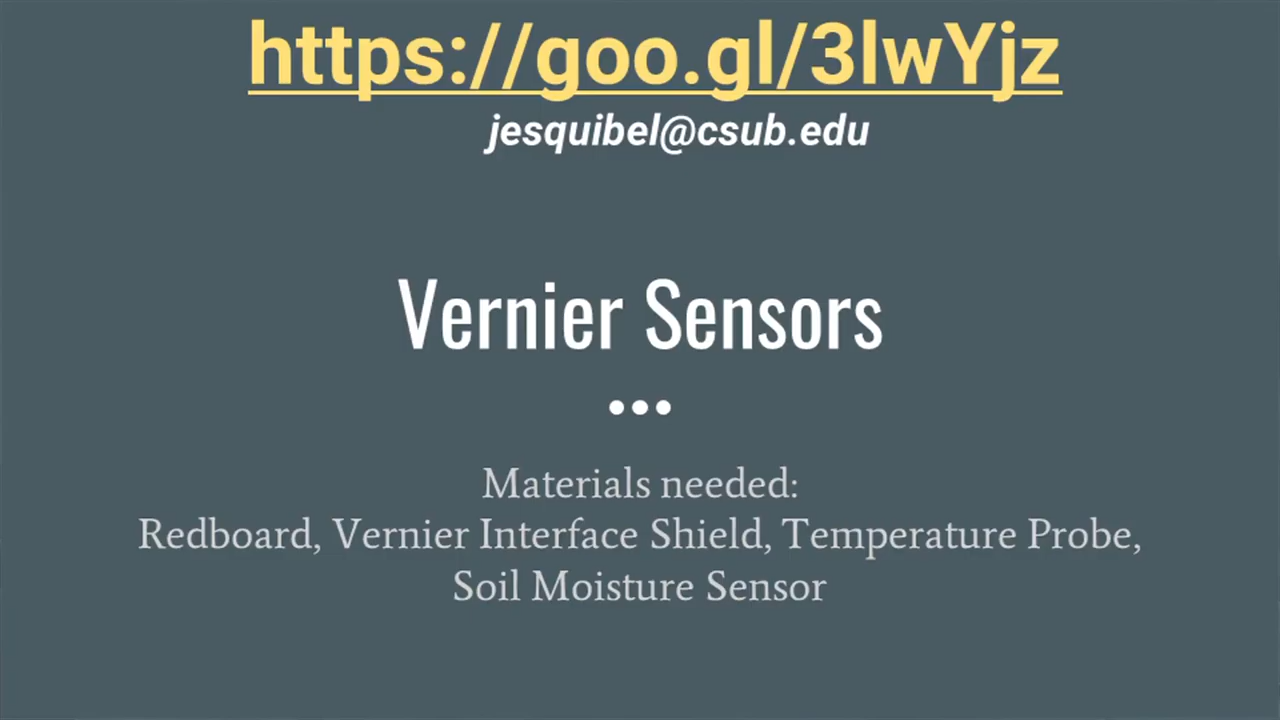 https://goo.gl/3lwYjz
jesquibel@csub.edu
Vernier Sensors
Materials needed:
Redboard, Vernier Interface Shield, Temperature Probe,
Soil Moisture Sensor